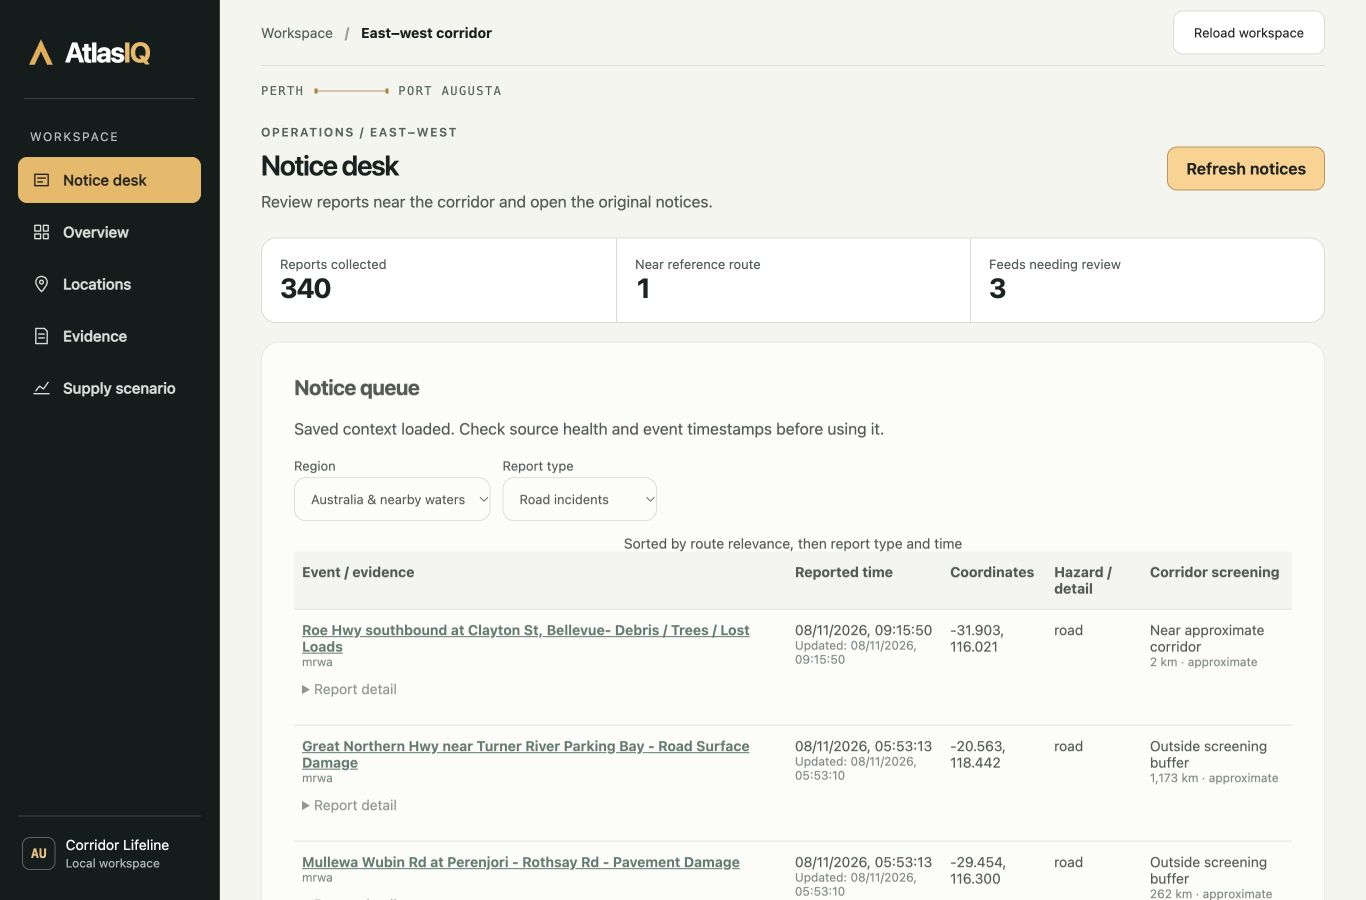 AtlasIQ
WORKSPACE
Notice desk
Overview
Locations
Evidence
Supply scenario
AU
Corridor Lifeline
Local workspace
Workspace / East–west corridor
Reload workspace
PERTH PORT AUGUSTA
OPERATIONS / EAST–WEST
Notice desk
Refresh notices
Review reports near the corridor and open the original notices.
Reports collected
340
Near reference route
1
Feeds needing review
3
Notice queue
Saved context loaded. Check source health and event timestamps before using it.
Region
Australia & nearby waters
Report type
Road incidents
Sorted by route relevance, then report type and time
Event / evidence
Reported time
Coordinates
Hazard /
detail
Corridor screening
Roe Hwy southbound at Clayton St, Bellevue- Debris / Trees / Lost
Loads
mrwa
Report detail
08/11/2026, 09:15:50
Updated: 08/11/2026,
09:15:50
-31.903,
116.021
road
Near approximate
corridor
2 km · approximate
Great Northern Hwy near Turner River Parking Bay - Road Surface
Damage
mrwa
Report detail
08/11/2026, 05:53:13
Updated: 08/11/2026,
05:53:10
-20.563,
118.442
road
Outside screening
buffer
1,173 km · approximate
Mullewa Wubin Rd at Perenjori - Rothsay Rd - Pavement Damage
mrwa
08/11/2026, 05:53:13
Updated: 08/11/2026,
05:53:10
-29.454,
116.300
road
Outside screening
buffer
262 km · approximate